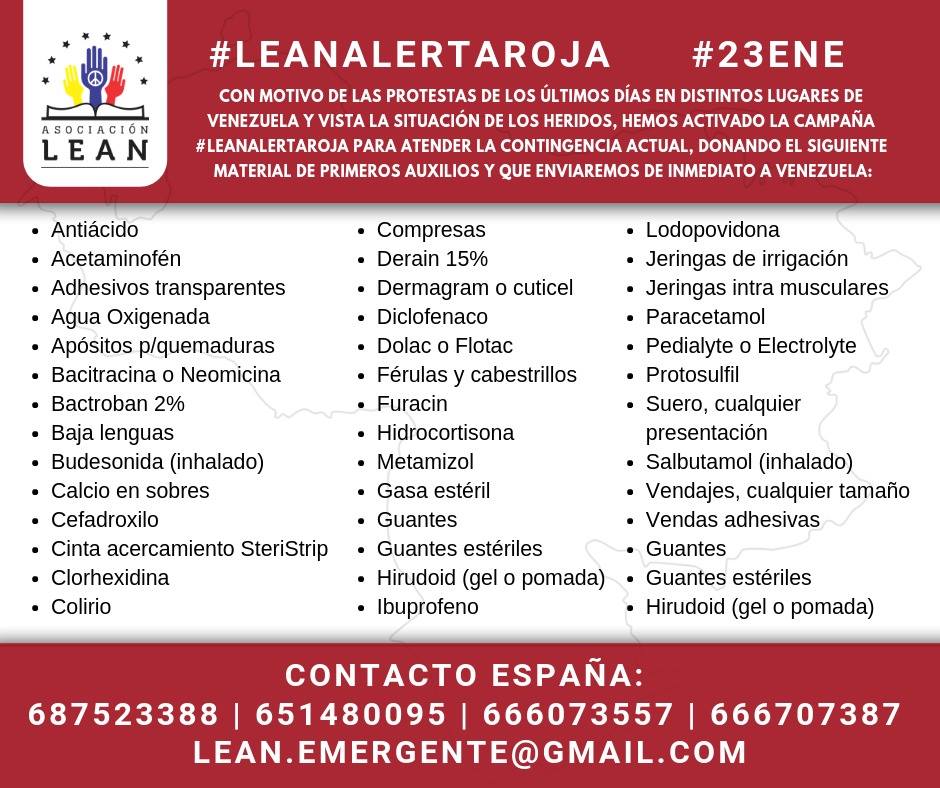 ASOCIACIÓN
LEAN
#LEANALERTAROJA #23ENE
CON MOTIVO DE LAS PROTESTAS DE LOS ÚLTIMOS DÍAS EN DISTINTOS LUGARES DE
VENEZUELA Y VISTA LA SITUACIÓN DE LOS HERIDOS, HEMOS ACTIVADO LA CAMPAÑA
#LEANALERTAROJA PARA ATENDER LA CONTINGENCIA ACTUAL, DONANDO EL SIGUIENTE
MATERIAL DE PRIMEROS AUXILIOS Y QUE ENVIAREMOS DE INMEDIATO A VENEZUELA:
• Antiácido
• Acetaminofén
• Adhesivos transparentes
• Agua Oxigenada
• Apósitos p/quemaduras
• Bacitracina o Neomicina
• Bactroban 2%
• Baja lenguas
• Budesonida (inhalado)
• Calcio en sobres
• Cefadroxilo
• Cinta acercamiento SteriStrip
• Clorhexidina
• Colirio
• Compresas
• Derain 15%
• Dermagram o cuticel
• Diclofenaco
• Dolac o Flotac
• Férulas y cabestrillos
• Furacin
• Hidrocortisona
• Metamizol
• Gasa estéril
• Guantes
• Guantes estériles
• Hirudoid (gel o pomada)
• Ibuprofeno
• Lodopovidona
• Jeringas de irrigación
• Jeringas intra musculares
• Paracetamol
• Pedialyte o Electrolyte
• Protosulfil
• Suero, cualquier
presentación
• Salbutamol (inhalado)
• Vendajes, cualquier tamaño
• Vendas adhesivas
• Guantes
• Guantes estériles
• Hirudoid (gel o pomada)
CONTACTO ESPAÑA:
687523388 | 651480095 | 666073557 | 666707387
LEAN.EMERGENTE@GMAIL.COM